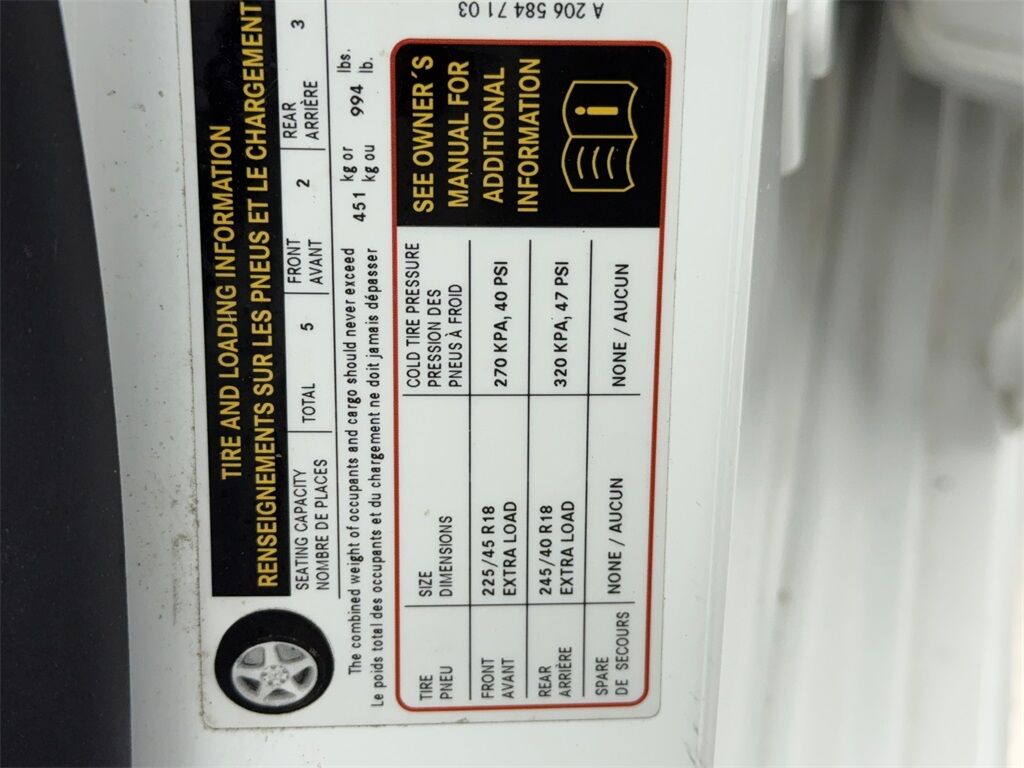 TIRE AND LOADING INFORMATION
RENSEIGNEMENTS SUR LES PNEUS ET LE CHARGEMENT
SEATING CAPACITY TOTAL 5 FRONT 2 REAR 3
NOMBRE DE PLACES AVANT ARRIÈRE
The combined weight of occupants and cargo should never exceed 451 kg or 994 lbs.
Le poids total des occupants et du chargement ne doit jamais dépasser kg ou lb.
TIRE SIZE COLD TIRE PRESSURE
PNEU DIMENSIONS PRESSION DES
PNEUS À FROID
FRONT 225/45 R18 270 KPA, 40 PSI
AVANT EXTRA LOAD
REAR 245/40 R18 320 KPA, 47 PSI
ARRIÈRE EXTRA LOAD
SPARE NONE / AUCUN NONE / AUCUN
DE SECOURS
SEE OWNER´S
MANUAL FOR
ADDITIONAL
INFORMATION
i
A 206 584 71 03